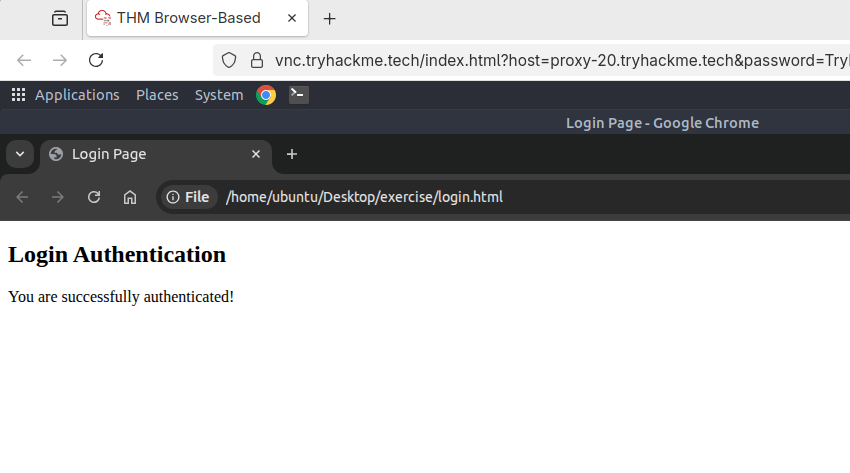 THM Browser-Based
vnc.tryhackme.tech/index.html?host=proxy-20.tryhackme.tech&password=Tryl
Applications Places System
Login Page - Google Chrome
Login Page
File /home/ubuntu/Desktop/exercise/login.html
Login Authentication
You are successfully authenticated!